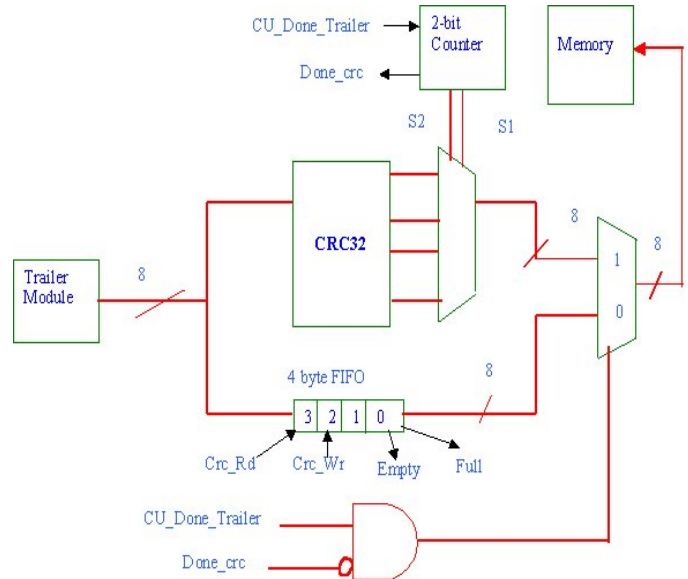 CU_Done_Trailer
2-bit
Counter
Memory
Done_crc
S2
S1
CRC32
8
8
8
1
0
Trailer
Module
4 byte FIFO
8
3 2 1 0
Crc_Rd
Crc_Wr
Empty
Full
CU_Done_Trailer
Done_crc